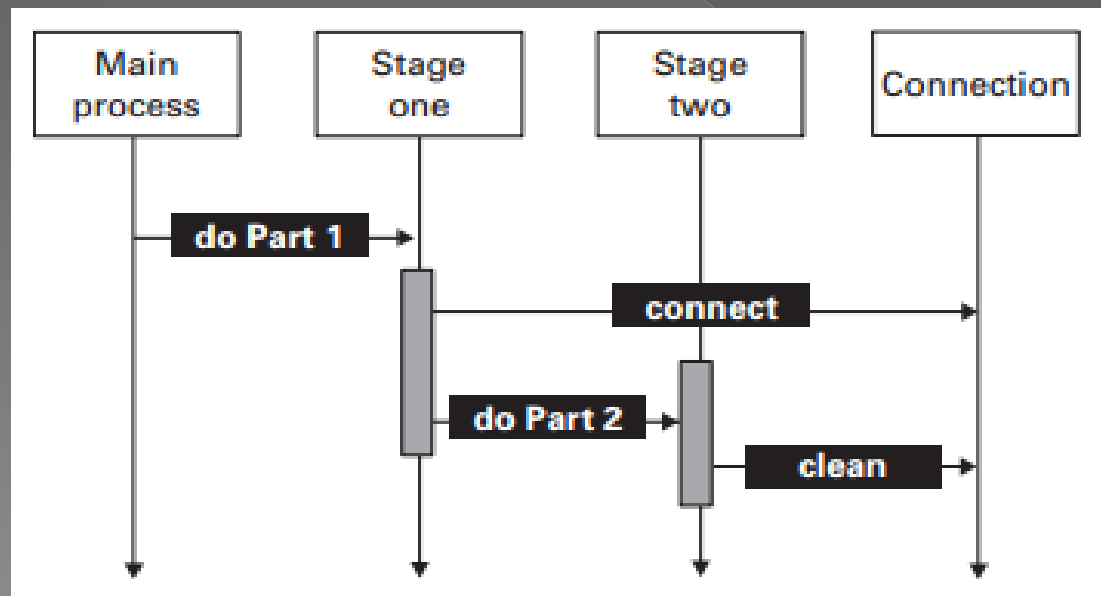 Main
process
Stage
one
Stage
two
Connection
do Part 1
connect
do Part 2
clean